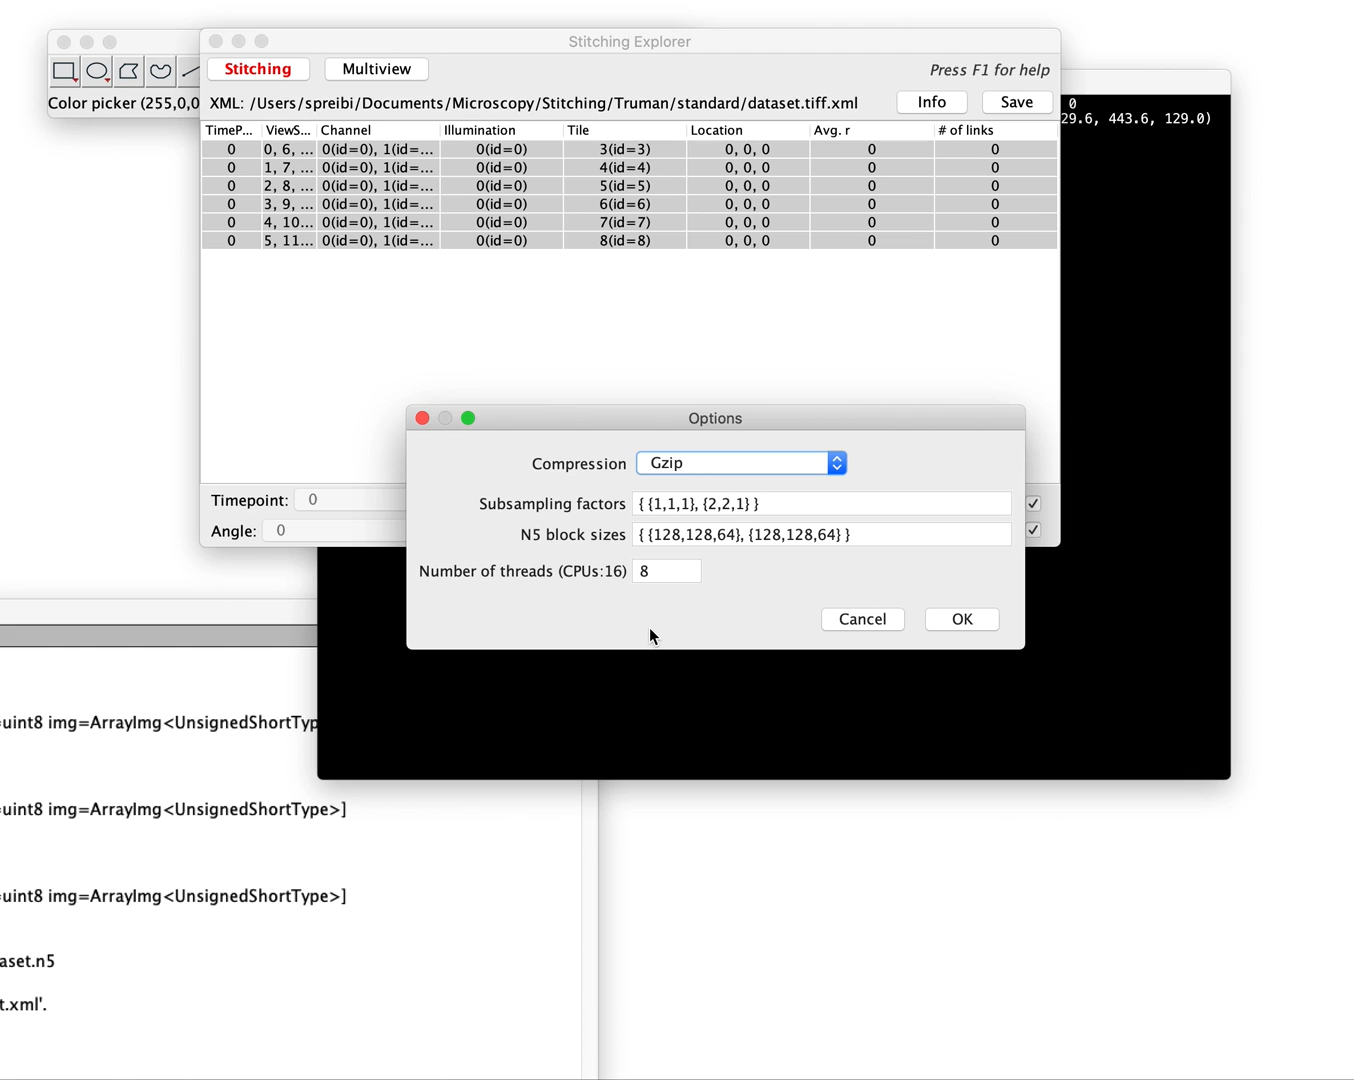 Stitching Explorer
Stitching Multiview Press F1 for help
Color picker (255,0,0
XML: /Users/spreibi/Documents/Microscopy/Stitching/Truman/standard/dataset.tiff.xml Info Save
0
29.6, 443.6, 129.0)
TimeP... ViewS... Channel Illumination Tile Location Avg. r # of links
0 0, 6, ... 0(id=0), 1(id=... 0(id=0) 3(id=3) 0, 0, 0 0 0
0 1, 7, ... 0(id=0), 1(id=... 0(id=0) 4(id=4) 0, 0, 0 0 0
0 2, 8, ... 0(id=0), 1(id=... 0(id=0) 5(id=5) 0, 0, 0 0 0
0 3, 9, ... 0(id=0), 1(id=... 0(id=0) 6(id=6) 0, 0, 0 0 0
0 4, 10... 0(id=0), 1(id=... 0(id=0) 7(id=7) 0, 0, 0 0 0
0 5, 11... 0(id=0), 1(id=... 0(id=0) 8(id=8) 0, 0, 0 0 0
Timepoint: 0
Angle: 0
Options
Compression Gzip
Subsampling factors { {1,1,1}, {2,2,1} }
N5 block sizes { {128,128,64}, {128,128,64} }
Number of threads (CPUs:16) 8
Cancel OK
=uint8 img=ArrayImg<UnsignedShortTyp
=uint8 img=ArrayImg<UnsignedShortType>]
=uint8 img=ArrayImg<UnsignedShortType>]
aset.n5
t.xml'.